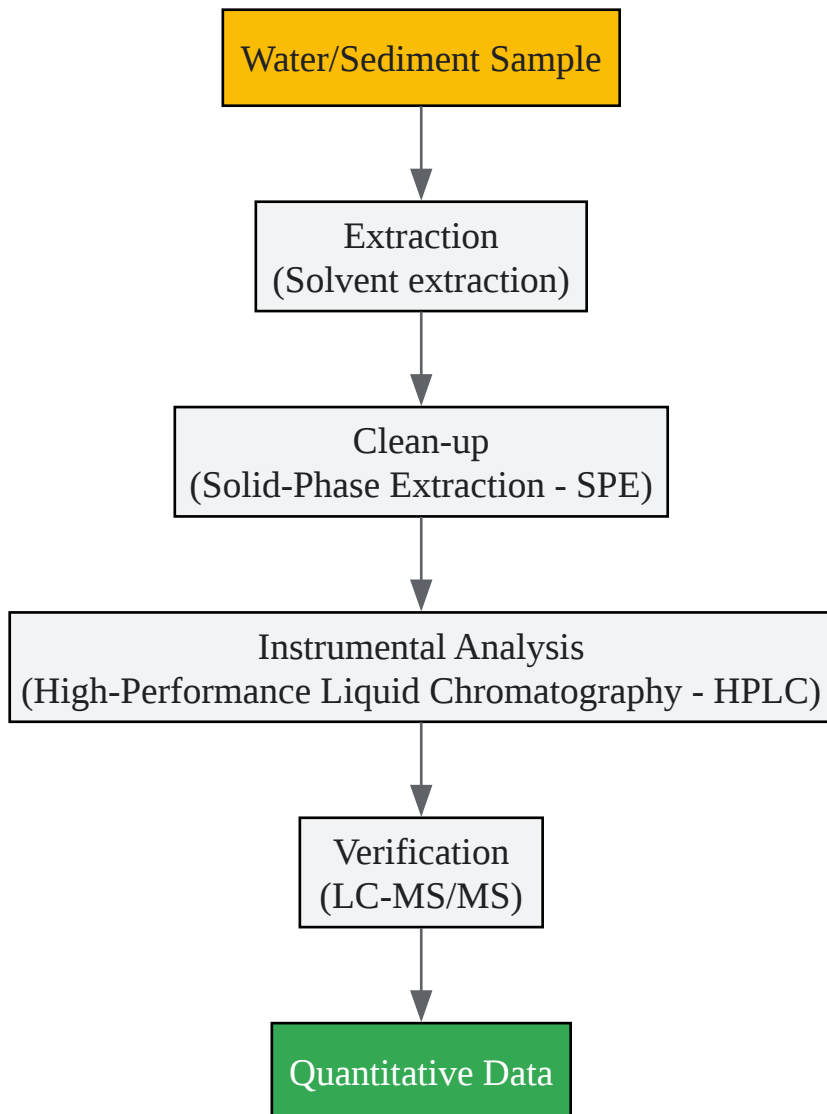 Water/Sediment Sample
Extraction
(Solvent extraction)
Clean-up
(Solid-Phase Extraction - SPE)
Instrumental Analysis
(High-Performance Liquid Chromatography - HPLC)
Verification
(LC-MS/MS)
Quantitative Data